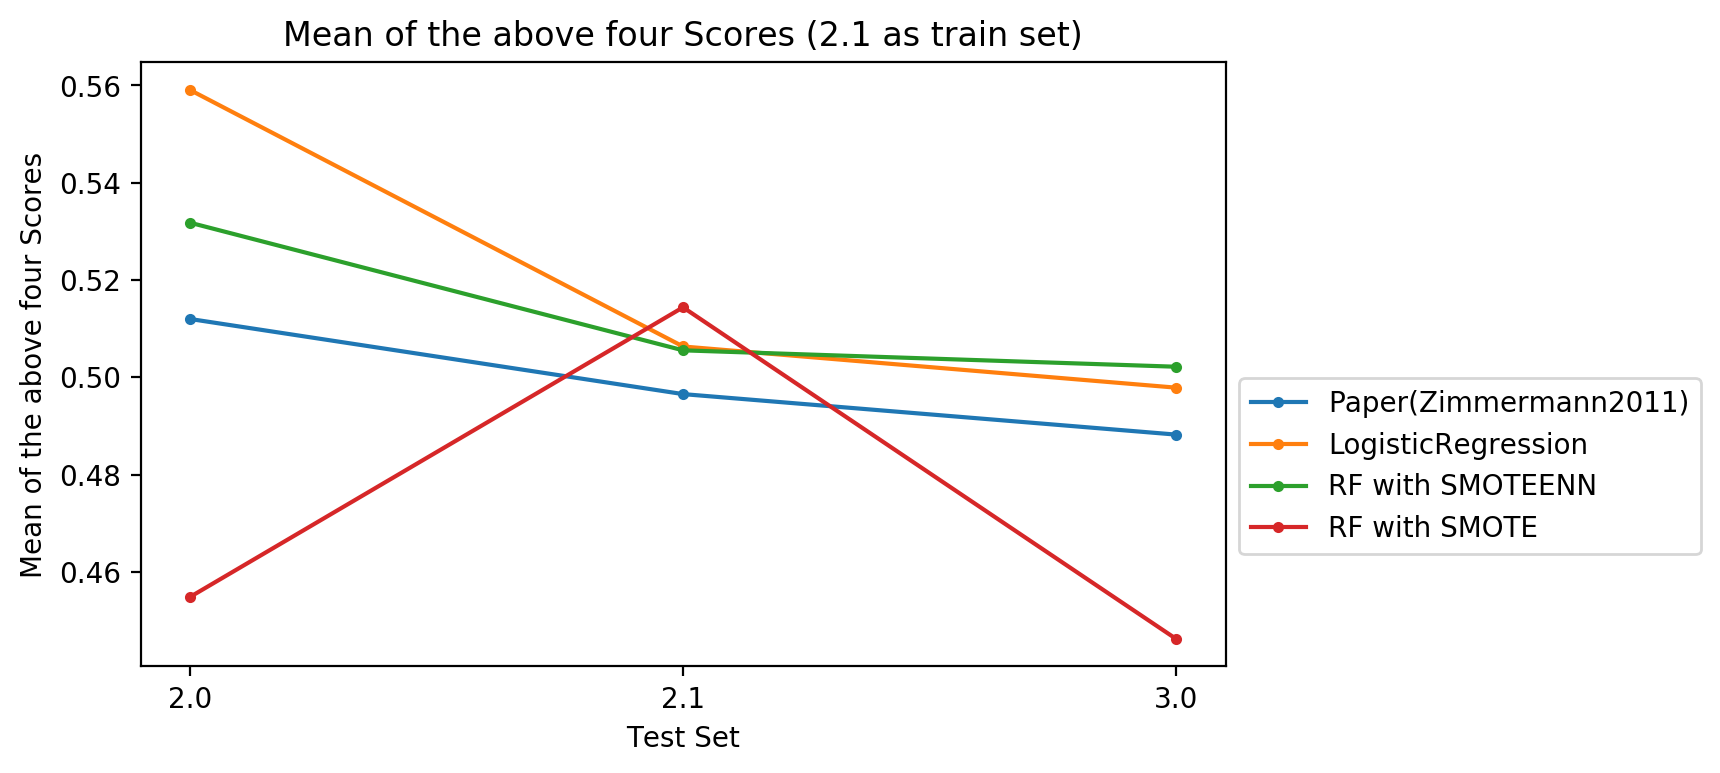 Mean of the above four Scores (2.1 as train set)
Mean of the above four Scores
0.56
0.54
0.52
0.50
0.48
0.46
2.0 2.1 3.0
Test Set
Paper(Zimmermann2011)
LogisticRegression
RF with SMOTEENN
RF with SMOTE